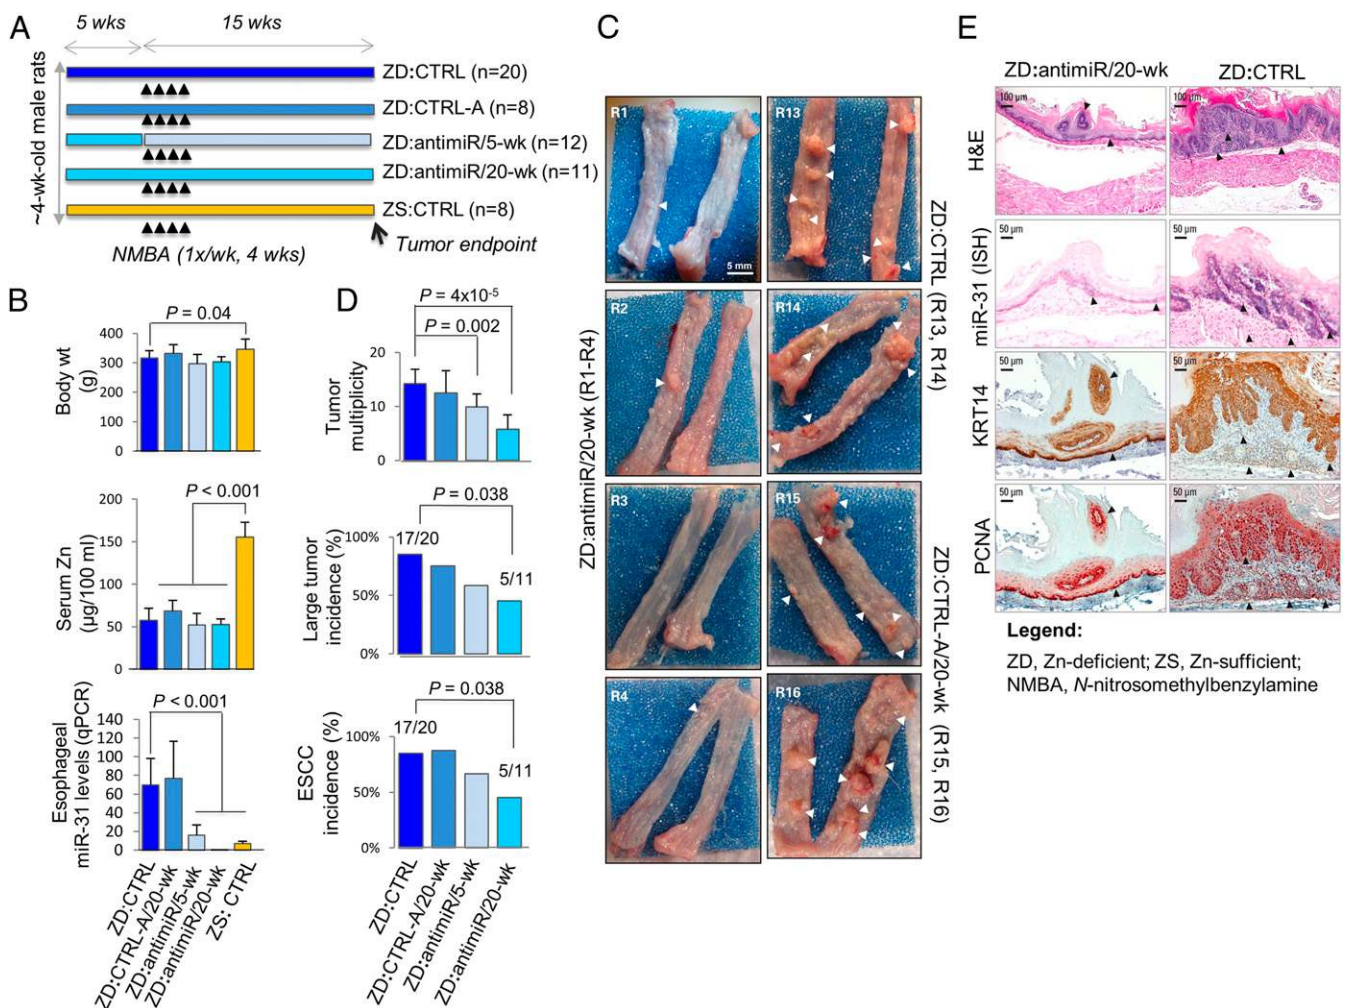 A
5 wks
15 wks
~4-wk-old male rats
ZD:CTRL (n=20)
ZD:CTRL-A (n=8)
ZD:antimiR/5-wk (n=12)
ZD:antimiR/20-wk (n=11)
ZS:CTRL (n=8)
NMBA (1x/wk, 4 wks)
Tumor endpoint
B
P = 0.04
Body wt
(g)
400
300
200
100
0
P < 0.001
Serum Zn
(µg/100 ml)
200
150
100
50
0
P < 0.001
Esophageal
miR-31 levels (qPCR)
140
120
100
80
60
40
20
0
ZD:CTRL
ZD:CTRL-A/20-wk
ZD:antimiR/5-wk
ZD:antimiR/20-wk
ZS: CTRL
D
P = 4x10⁻⁵
P = 0.002
Tumor
multiplicity
20
10
0
P = 0.038
Large tumor
incidence (%)
100%
50%
0%
17/20
5/11
P = 0.038
ESCC
incidence (%)
100%
50%
0%
17/20
5/11
ZD:CTRL
ZD:CTRL-A/20-wk
ZD:antimiR/5-wk
ZD:antimiR/20-wk
C
ZD:antimiR/20-wk (R1-R4)
R1
5 mm
R13
R2
R14
R3
R15
R4
R16
ZD:CTRL (R13, R14)
ZD:CTRL-A/20-wk (R15, R16)
E
ZD:antimiR/20-wk
ZD:CTRL
H&E
100 µm
100 µm
miR-31 (ISH)
50 µm
50 µm
KRT14
50 µm
50 µm
PCNA
50 µm
50 µm
Legend:
ZD, Zn-deficient; ZS, Zn-sufficient;
NMBA, N-nitrosomethylbenzylamine